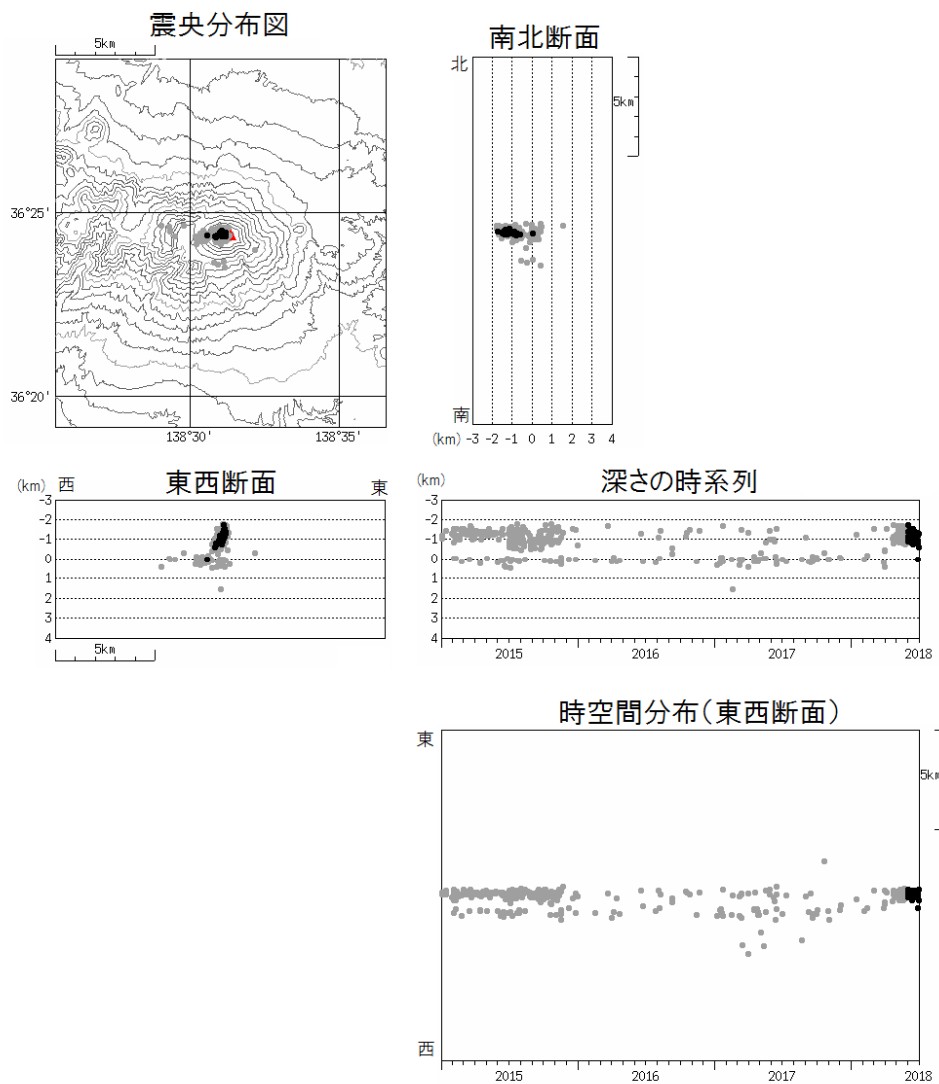 震央分布図
5km
36°25'
36°20'
138°30'
138°35'
南北断面
北
5km
南
(km) -3 -2 -1 0 1 2 3 4
東西断面
(km) 西 東
-3
-2
-1
0
1
2
3
4
5km
深さの時系列
(km)
-3
-2
-1
0
1
2
3
4
2015 2016 2017 2018
時空間分布(東西断面)
東
5km
西
2015 2016 2017 2018